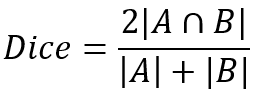 Dice = 2|A ∩ B| / |A| + |B|